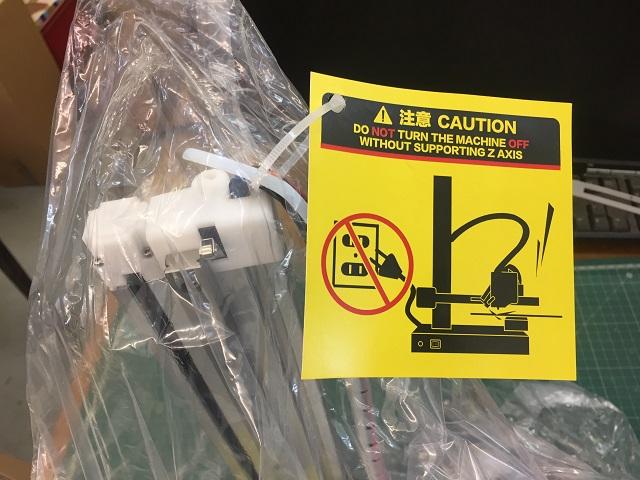 注意 CAUTION
DO NOT TURN THE MACHINE OFF
WITHOUT SUPPORTING Z AXIS